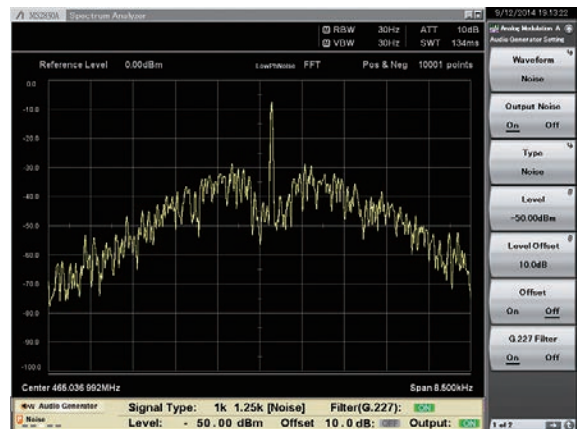 MS2830A Spectrum Analyzer
9/12/2014 19:13:22
RBW 30Hz ATT 10dB
VBW 30Hz SWT 134ms
Reference Level 0.00dBm LowPhNoise FFT Pos & Neg 10001 points
0.0
-10.0
-20.0
-30.0
-40.0
-50.0
-60.0
-70.0
-80.0
-90.0
-100.0
Center 465.036 992MHz Span 8.500kHz
Audio Generator
Noise
Signal Type: 1k 1.25k [Noise] Filter(G.227): ON
Level: - 50.00 dBm Offset 10.0 dB: OFF Output: ON
Analog Modulation A
Audio Generator Setting
Waveform
Noise
Output Noise
On Off
Type
Noise
Level
-50.00dBm
Level Offset
10.0dB
Offset
On Off
G.227 Filter
On Off
1 of 2